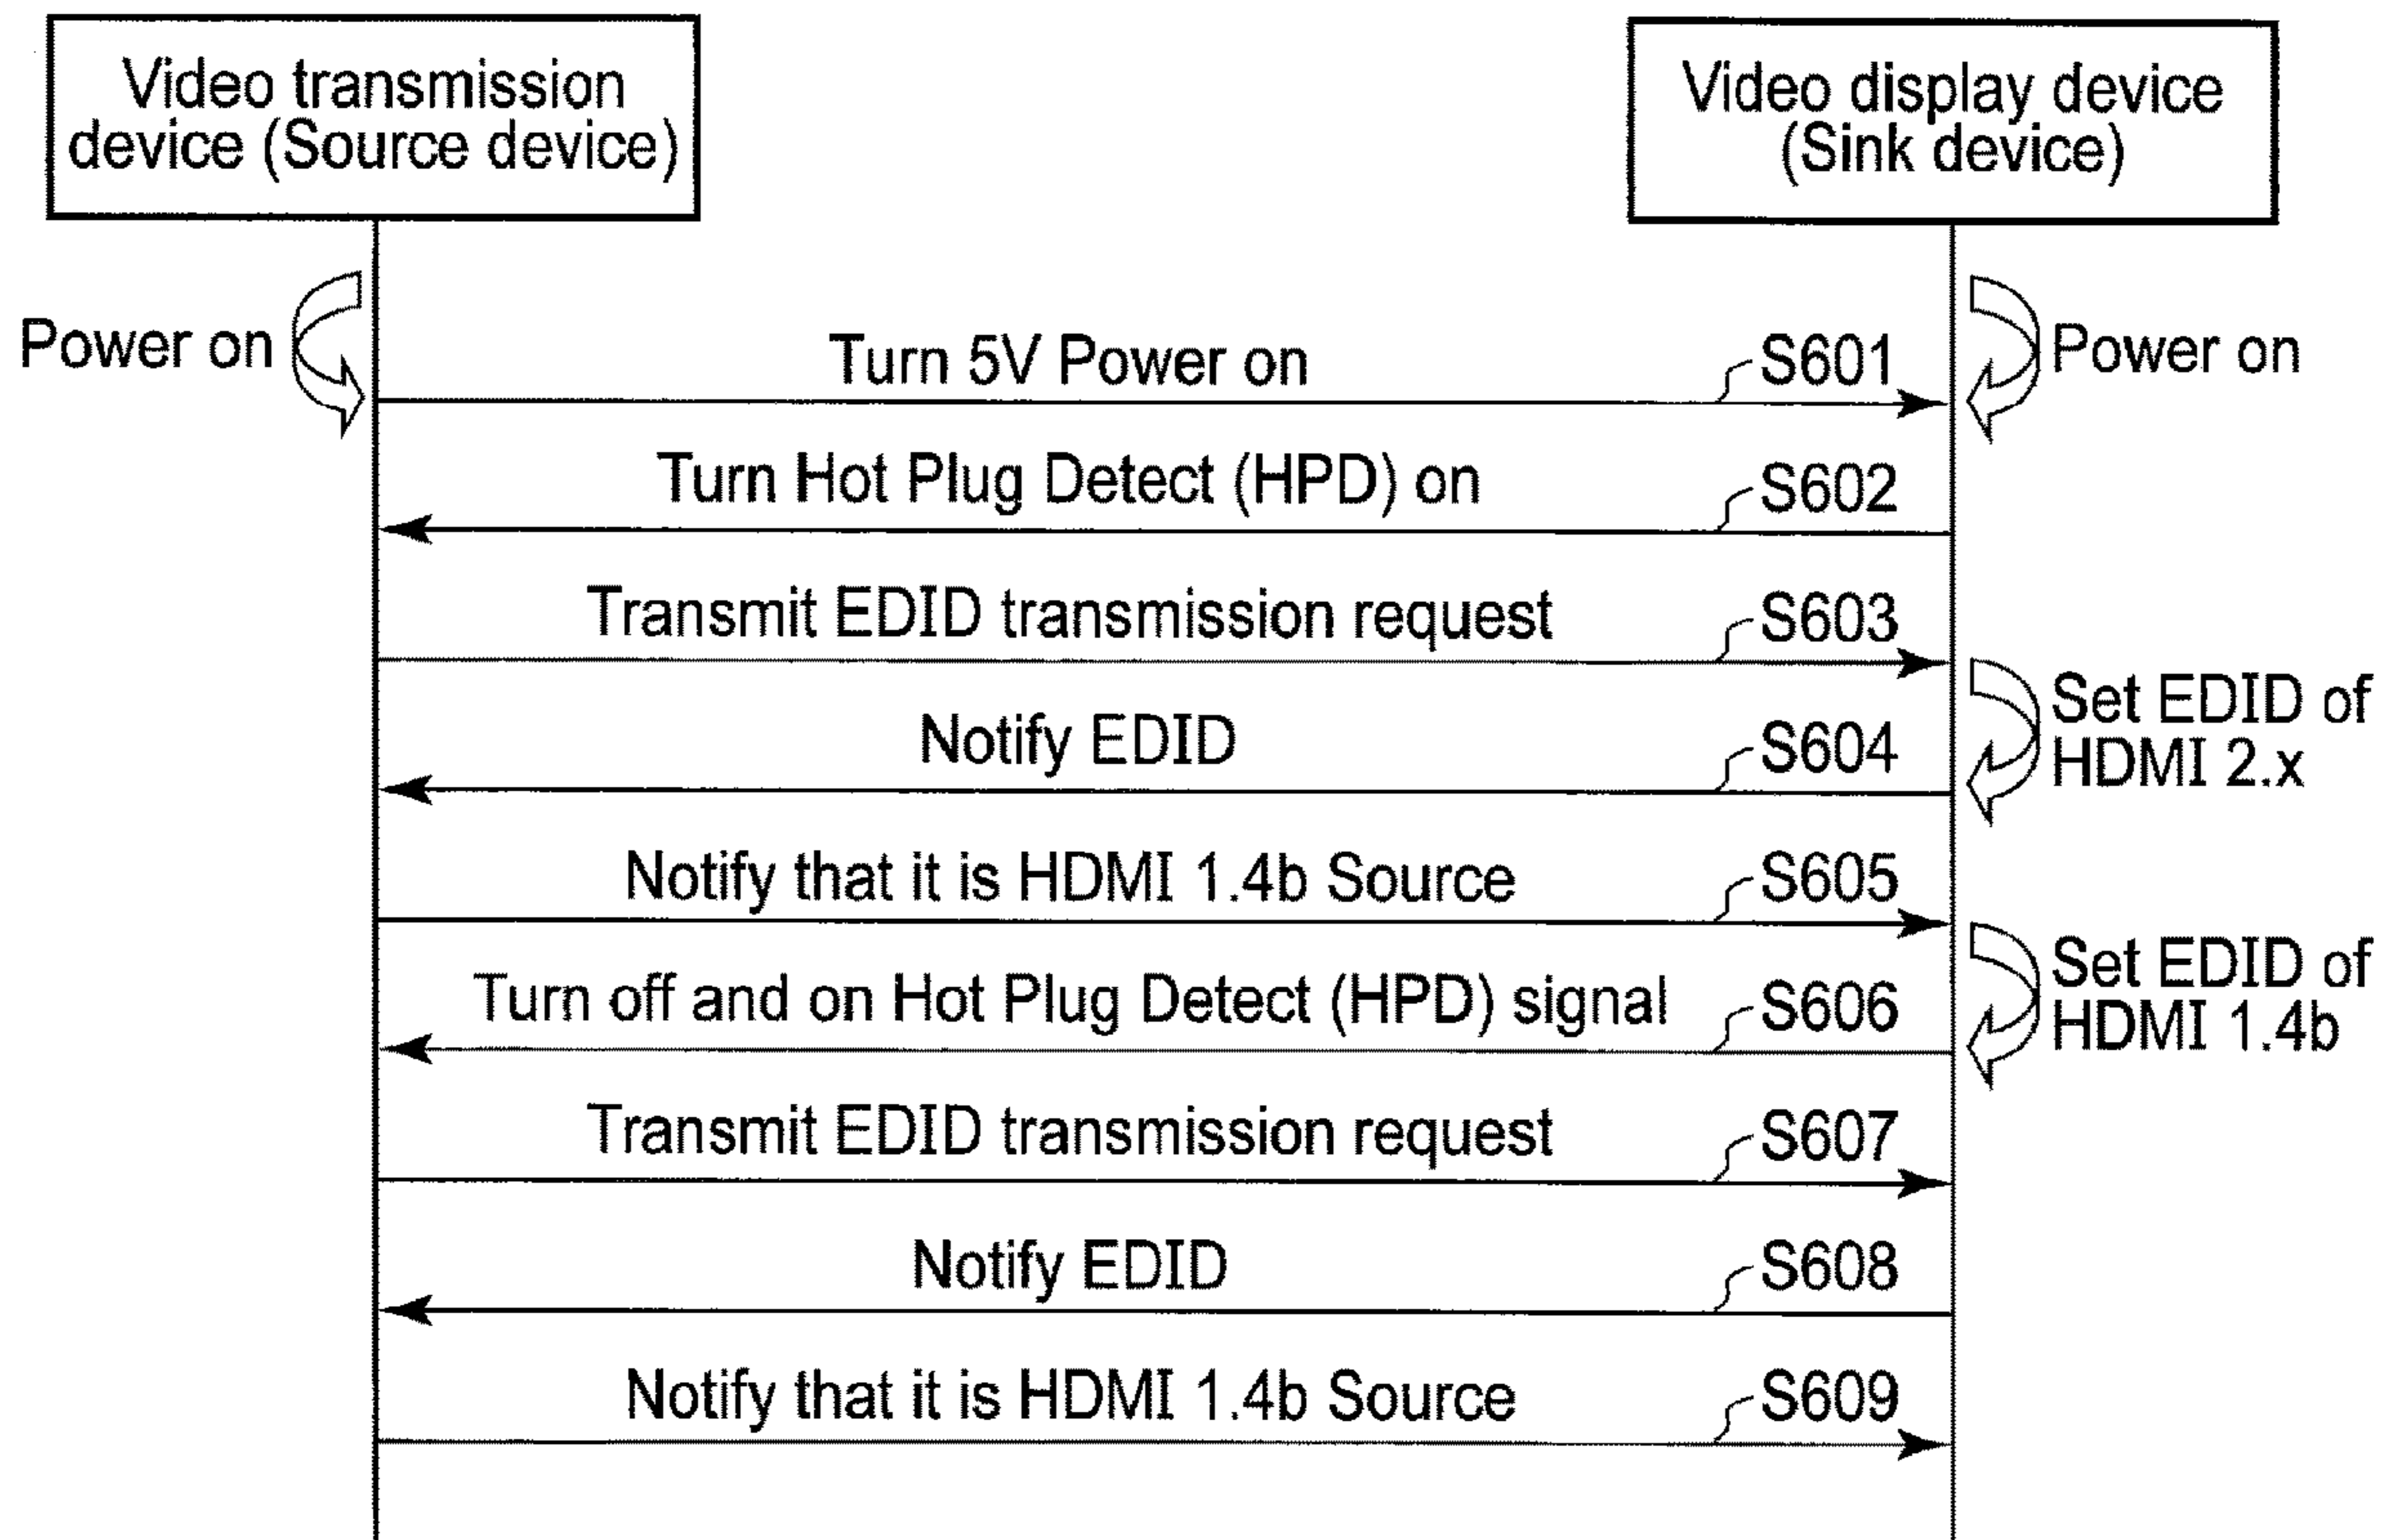 Video transmission
device (Source device)
Video display device
(Sink device)
Power on
Power on
Turn 5V Power on
S601
Turn Hot Plug Detect (HPD) on
S602
Transmit EDID transmission request
S603
Set EDID of
HDMI 2.x
Notify EDID
S604
Notify that it is HDMI 1.4b Source
S605
Set EDID of
HDMI 1.4b
Turn off and on Hot Plug Detect (HPD) signal
S606
Transmit EDID transmission request
S607
Notify EDID
S608
Notify that it is HDMI 1.4b Source
S609